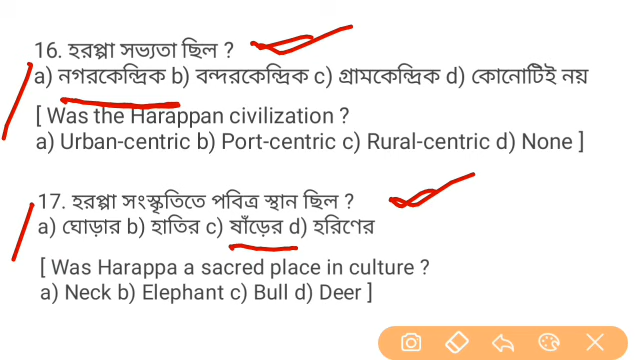 16. হরপ্পা সভ্যতা ছিল ?
a) নগরকেন্দ্রিক b) বন্দরকেন্দ্রিক c) গ্রামকেন্দ্রিক d) কোনোটিই নয়
[ Was the Harappan civilization ?
a) Urban-centric b) Port-centric c) Rural-centric d) None ]
17. হরপ্পা সংস্কৃতিতে পবিত্র স্থান ছিল ?
a) ঘোড়ার b) হাতির c) ষাঁড়ের d) হরিণের
[ Was Harappa a sacred place in culture ?
a) Neck b) Elephant c) Bull d) Deer ]